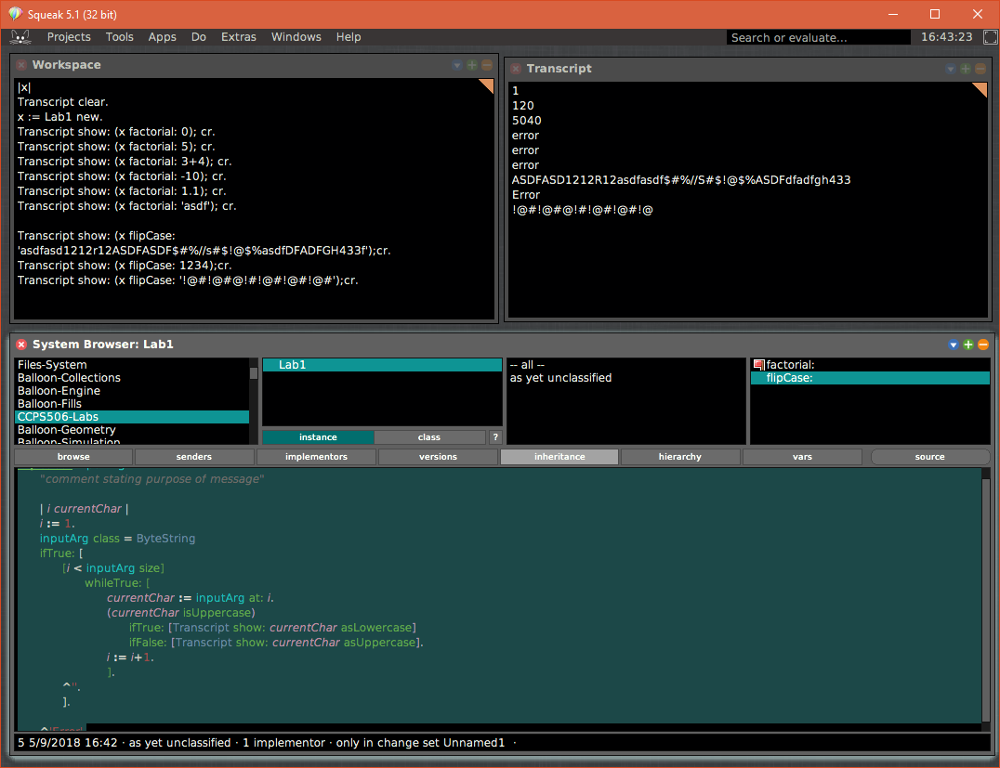 Squeak 5.1 (32 bit)
Projects Tools Apps Do Extras Windows Help Search or evaluate... 16:43:23
Workspace
|x|
Transcript clear.
x := Lab1 new.
Transcript show: (x factorial: 0); cr.
Transcript show: (x factorial: 5); cr.
Transcript show: (x factorial: 3+4); cr.
Transcript show: (x factorial: -10); cr.
Transcript show: (x factorial: 1.1); cr.
Transcript show: (x factorial: 'asdf'); cr.
Transcript show: (x flipCase:
'asdfasd1212r12ASDFASDF$#%//s#$!@$%asdfDFADFGH433f');cr.
Transcript show: (x flipCase: 1234);cr.
Transcript show: (x flipCase: '!@#!@#@!#!@#!@#!@#');cr.
Transcript
1
120
5040
error
error
error
ASDFASD1212R12asdfasdf$#%//S#$!@$%ASDFdfadfgh433
Error
!@#!@#@!#!@#!@#!@
System Browser: Lab1
Files-System
Balloon-Collections
Balloon-Engine
Balloon-Fills
CCPS506-Labs
Balloon-Geometry
Balloon-Simulation
Lab1
instance class ?
-- all --
as yet unclassified
factorial:
flipCase:
browse senders implementors versions inheritance hierarchy vars source
"comment stating purpose of message"
| i currentChar |
i := 1.
inputArg class = ByteString
ifTrue: [
[i < inputArg size]
whileTrue: [
currentChar := inputArg at: i.
(currentChar isUppercase)
ifTrue: [Transcript show: currentChar asLowercase]
ifFalse: [Transcript show: currentChar asUppercase].
i := i+1.
].
^''.
].
^'Error'
5 5/9/2018 16:42 · as yet unclassified · 1 implementor · only in change set Unnamed1 ·